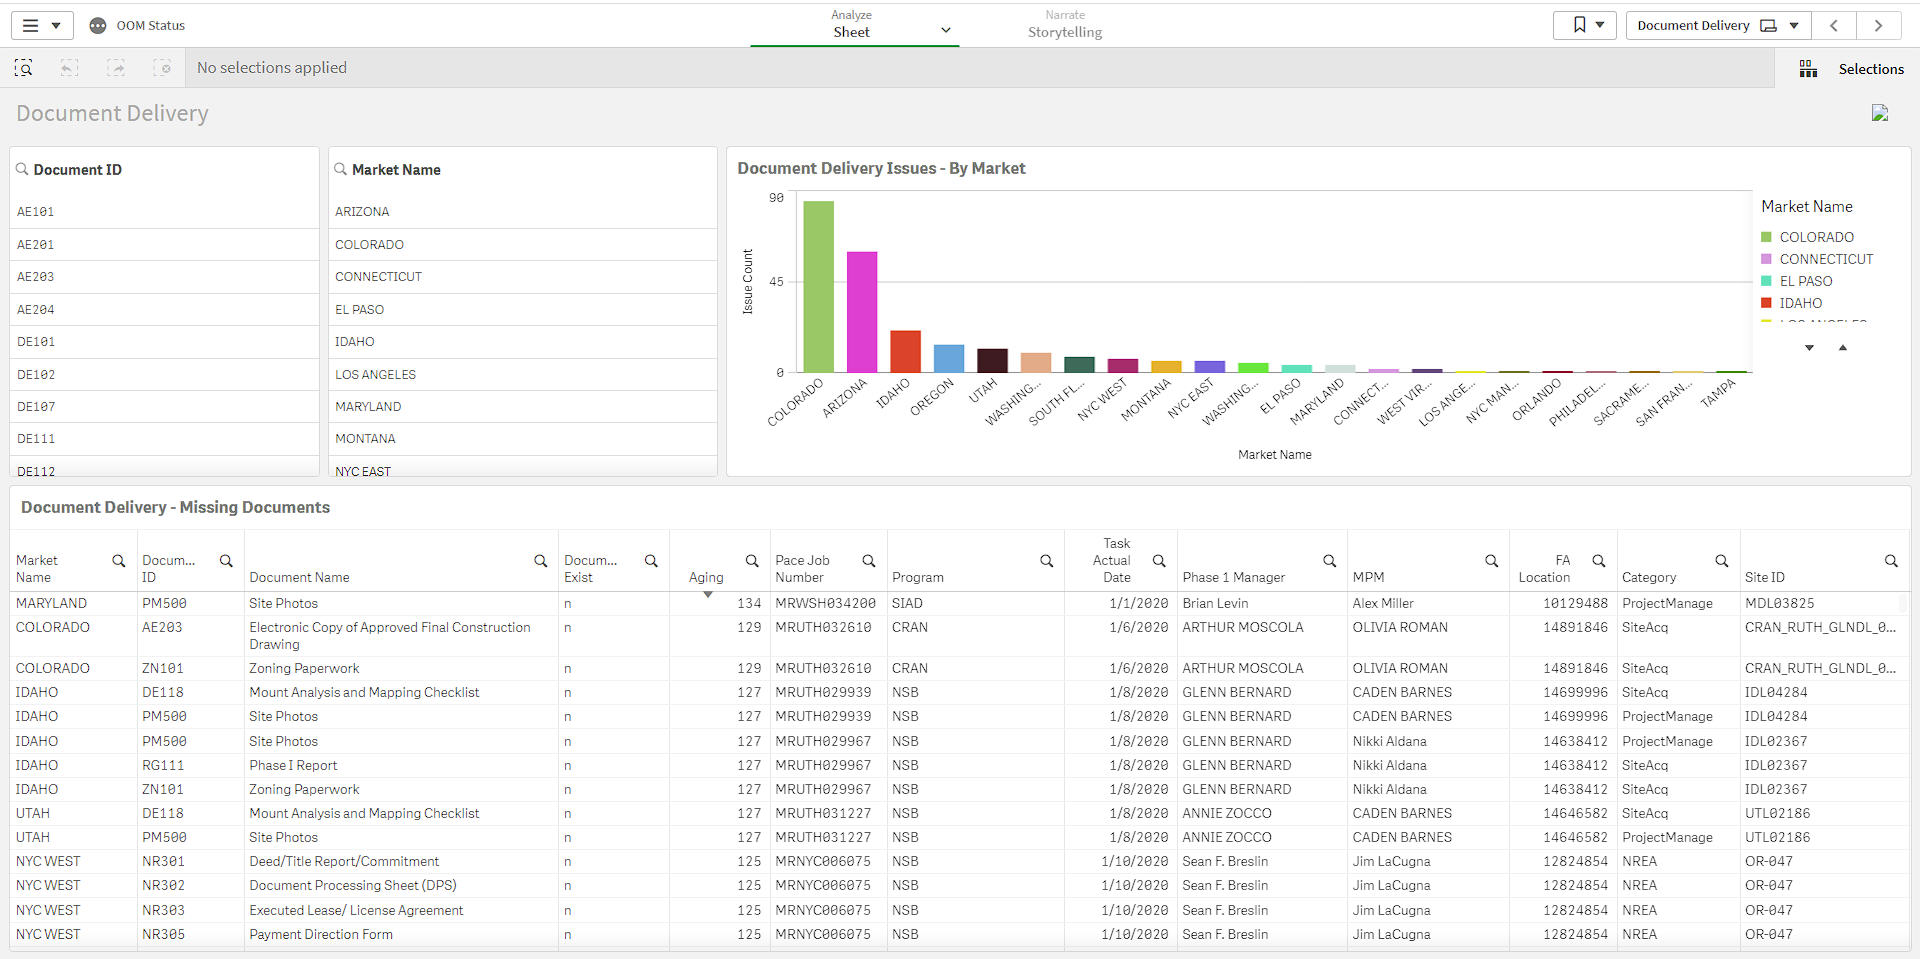 OOM Status
Analyze
Sheet
Narrate
Storytelling
Document Delivery
No selections applied
Selections
Document Delivery
Document ID
AE101
AE201
AE203
AE204
DE101
DE102
DE107
DE111
DE112
Market Name
ARIZONA
COLORADO
CONNECTICUT
EL PASO
IDAHO
LOS ANGELES
MARYLAND
MONTANA
NYC EAST
Document Delivery Issues - By Market
Issue Count
90
45
0
COLORADO
ARIZONA
IDAHO
OREGON
UTAH
WASHING...
SOUTH FL...
NYC WEST
MONTANA
NYC EAST
WASHING...
EL PASO
MARYLAND
CONNECT...
WEST VIR...
LOS ANGE...
NYC MAN...
ORLANDO
PHILADEL...
SACRAME...
SAN FRAN...
TAMPA
Market Name
Market Name
COLORADO
CONNECTICUT
EL PASO
IDAHO
LOS ANGELES
Document Delivery - Missing Documents
Market Name Docum... ID Document Name Docum... Exist Aging Pace Job Number Program Task Actual Date Phase 1 Manager MPM FA Location Category Site ID
MARYLAND PM500 Site Photos n 134 MRWSH034200 SIAD 1/1/2020 Brian Levin Alex Miller 10129488 ProjectManage MDL03825
COLORADO AE203 Electronic Copy of Approved Final Construction Drawing n 129 MRUTH032610 CRAN 1/6/2020 ARTHUR MOSCOLA OLIVIA ROMAN 14891846 SiteAcq CRAN_RUTH_GLNDL_0...
COLORADO ZN101 Zoning Paperwork n 129 MRUTH032610 CRAN 1/6/2020 ARTHUR MOSCOLA OLIVIA ROMAN 14891846 SiteAcq CRAN_RUTH_GLNDL_0...
IDAHO DE118 Mount Analysis and Mapping Checklist n 127 MRUTH029939 NSB 1/8/2020 GLENN BERNARD CADEN BARNES 14699996 SiteAcq IDL04284
IDAHO PM500 Site Photos n 127 MRUTH029939 NSB 1/8/2020 GLENN BERNARD CADEN BARNES 14699996 ProjectManage IDL04284
IDAHO PM500 Site Photos n 127 MRUTH029967 NSB 1/8/2020 GLENN BERNARD Nikki Aldana 14638412 ProjectManage IDL02367
IDAHO RG111 Phase I Report n 127 MRUTH029967 NSB 1/8/2020 GLENN BERNARD Nikki Aldana 14638412 SiteAcq IDL02367
IDAHO ZN101 Zoning Paperwork n 127 MRUTH029967 NSB 1/8/2020 GLENN BERNARD Nikki Aldana 14638412 SiteAcq IDL02367
UTAH DE118 Mount Analysis and Mapping Checklist n 127 MRUTH031227 NSB 1/8/2020 ANNIE ZOCCO CADEN BARNES 14646582 SiteAcq UTL02186
UTAH PM500 Site Photos n 127 MRUTH031227 NSB 1/8/2020 ANNIE ZOCCO CADEN BARNES 14646582 ProjectManage UTL02186
NYC WEST NR301 Deed/Title Report/Commitment n 125 MRNYC006075 NSB 1/10/2020 Sean F. Breslin Jim LaCugna 12824854 NREA OR-047
NYC WEST NR302 Document Processing Sheet (DPS) n 125 MRNYC006075 NSB 1/10/2020 Sean F. Breslin Jim LaCugna 12824854 NREA OR-047
NYC WEST NR303 Executed Lease/ License Agreement n 125 MRNYC006075 NSB 1/10/2020 Sean F. Breslin Jim LaCugna 12824854 NREA OR-047
NYC WEST NR305 Payment Direction Form n 125 MRNYC006075 NSB 1/10/2020 Sean F. Breslin Jim LaCugna 12824854 NREA OR-047